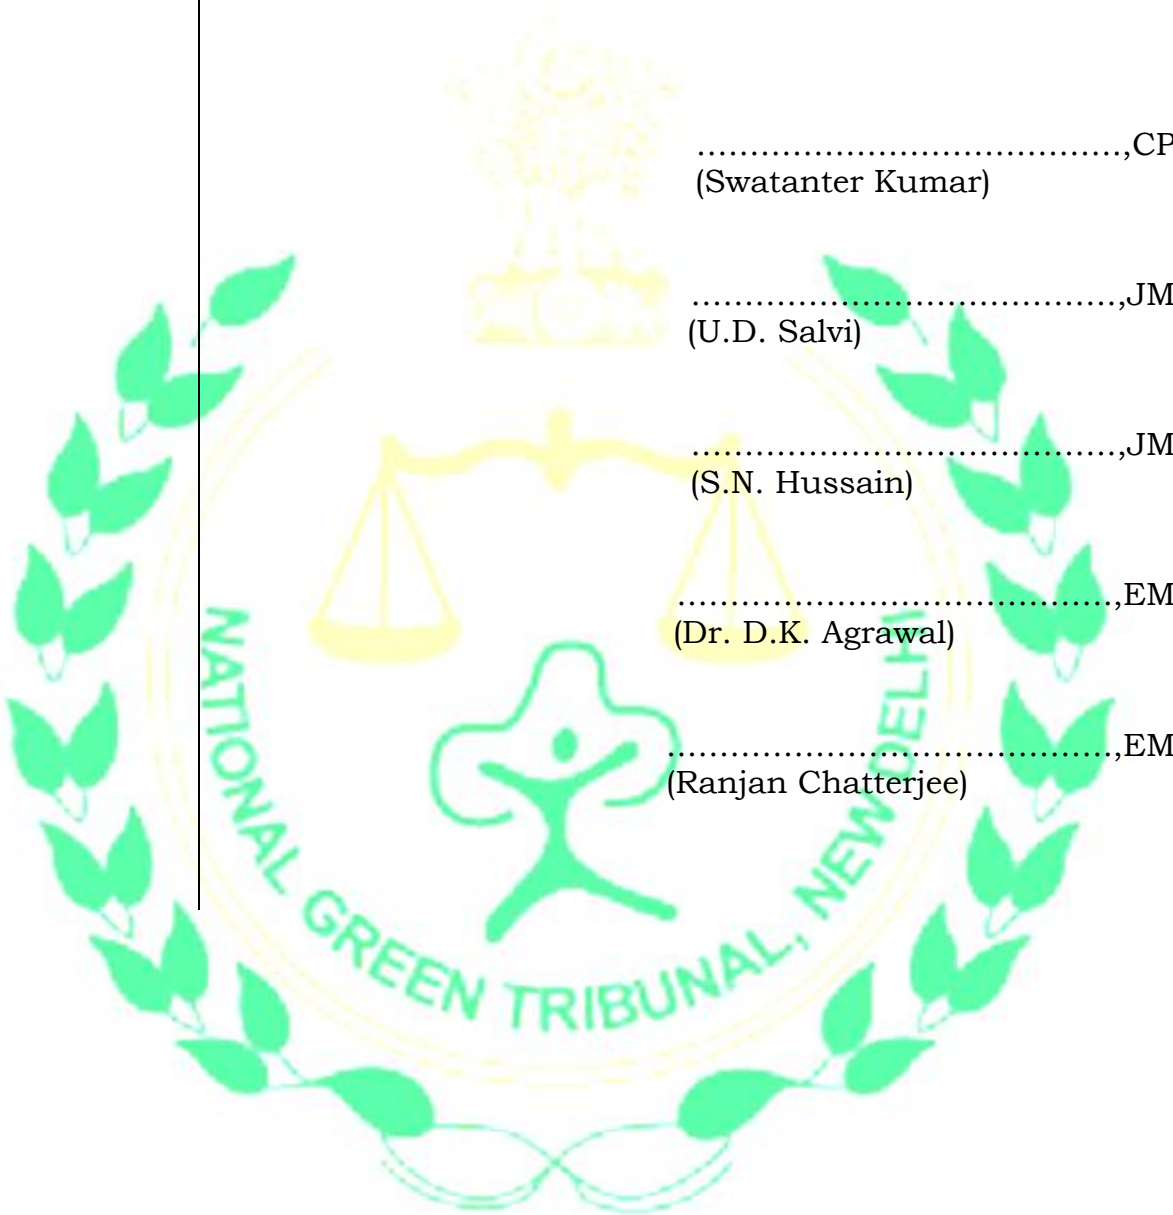 ........................................,CP
(Swatanter Kumar)
........................................,JM
(U.D. Salvi)
........................................,JM
(S.N. Hussain)
.........................................,EM
(Dr. D.K. Agrawal)
..........................................,EM
(Ranjan Chatterjee)
NATIONAL GREEN TRIBUNAL, NEW DELHI